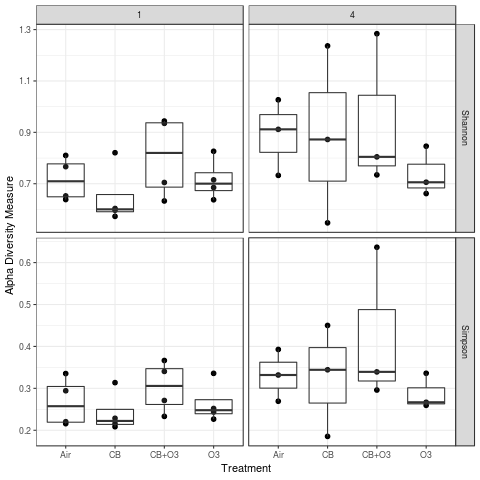 1 4
1.3
1.1
0.9
0.7
Shannon
Alpha Diversity Measure
0.6
0.5
0.4
0.3
0.2
Simpson
Air CB CB+O3 O3 Air CB CB+O3 O3
Treatment